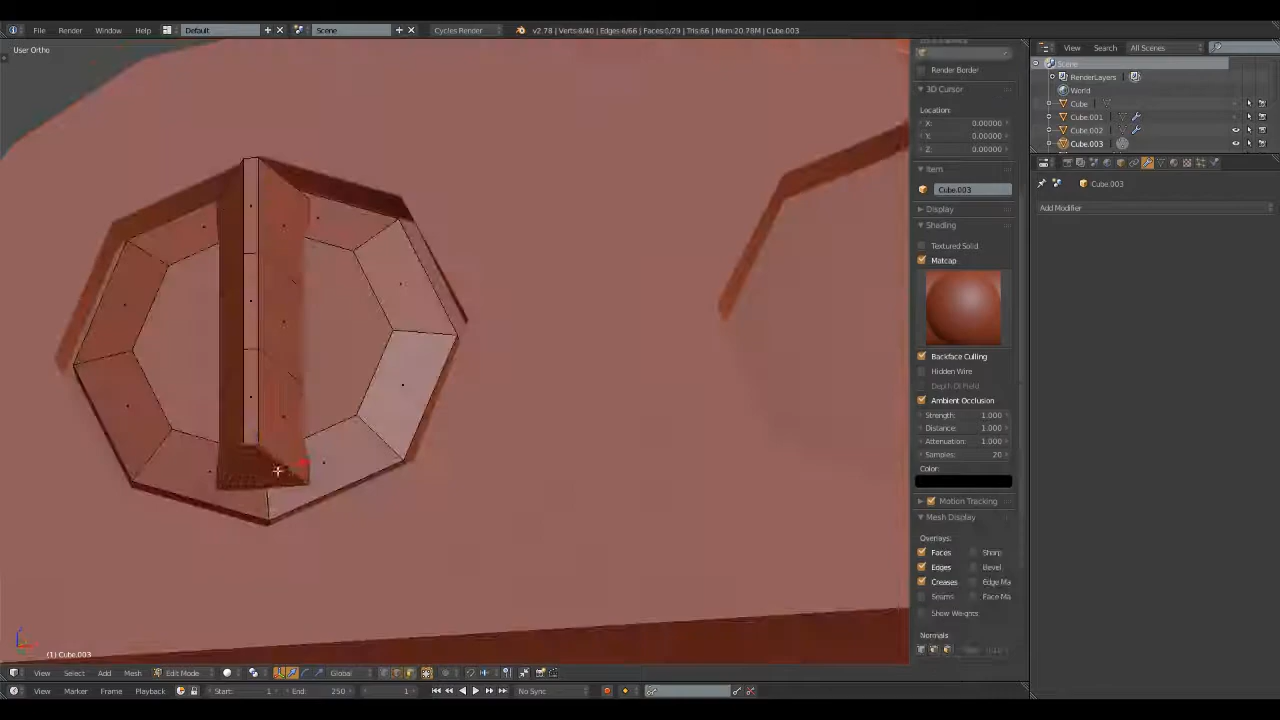 File Render Window Help Default Scene Cycles Render v2.78 | Verts:4/40 | Edges:4/66 | Faces:0/29 | Tris:66 | Mem:20.78M | Cube.003 View Search All Scenes
User Ortho
Scene
Render Border
RenderLayers
World
3D Cursor
Cube
Location:
Cube.001
X: 0.00000
Cube.002
Y: 0.00000
Cube.003
Z: 0.00000
Item
Cube.003
Cube.003
Display
Add Modifier
Shading
Textured Solid
Matcap
Backface Culling
Hidden Wire
Depth Of Field
Ambient Occlusion
Strength: 1.000
Distance: 1.000
Attenuation: 1.000
Samples: 20
Color:
Motion Tracking
Mesh Display
Overlays:
Faces Sharp
Edges Bevel
Creases Edge Ma
Seams Face Ma
Show Weights
Normals
(1) Cube.003
View Select Add Mesh Edit Mode Global
View Marker Frame Playback Start: 1 End: 250 1 No Sync